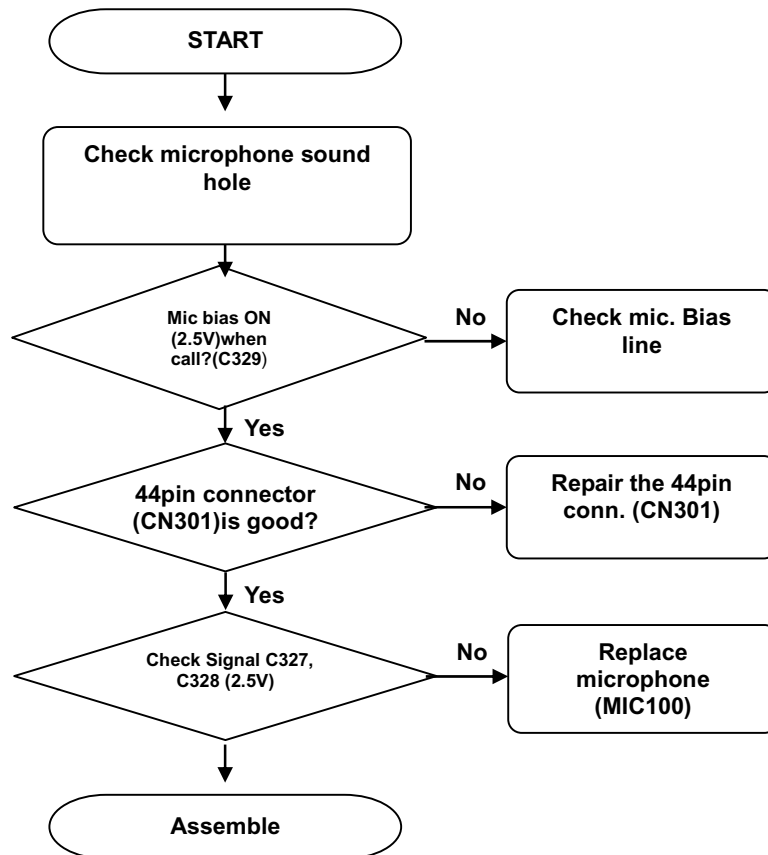 START
Check microphone sound
hole
Mic bias ON
(2.5V)when
call?(C329)
No
Check mic. Bias
line
Yes
44pin connector
(CN301)is good?
No
Repair the 44pin
conn. (CN301)
Yes
Check Signal C327,
C328 (2.5V)
No
Replace
microphone
(MIC100)
Assemble